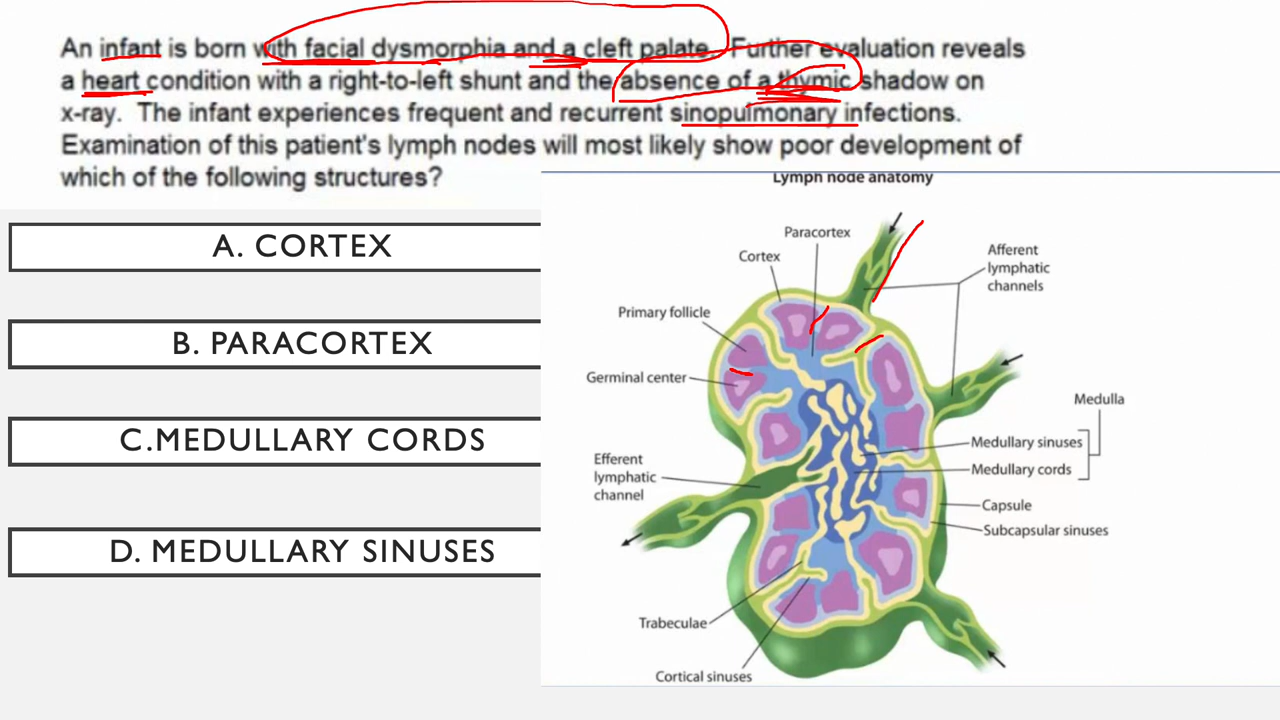 An infant is born with facial dysmorphia and a cleft palate. Further evaluation reveals
a heart condition with a right-to-left shunt and the absence of a thymic shadow on
x-ray. The infant experiences frequent and recurrent sinopulmonary infections.
Examination of this patient's lymph nodes will most likely show poor development of
which of the following structures?
A. CORTEX
B. PARACORTEX
C.MEDULLARY CORDS
D. MEDULLARY SINUSES
Lymph node anatomy
Paracortex
Cortex
Afferent
lymphatic
channels
Primary follicle
Germinal center
Medulla
Medullary sinuses
Medullary cords
Efferent
lymphatic
channel
Capsule
Subcapsular sinuses
Trabeculae
Cortical sinuses